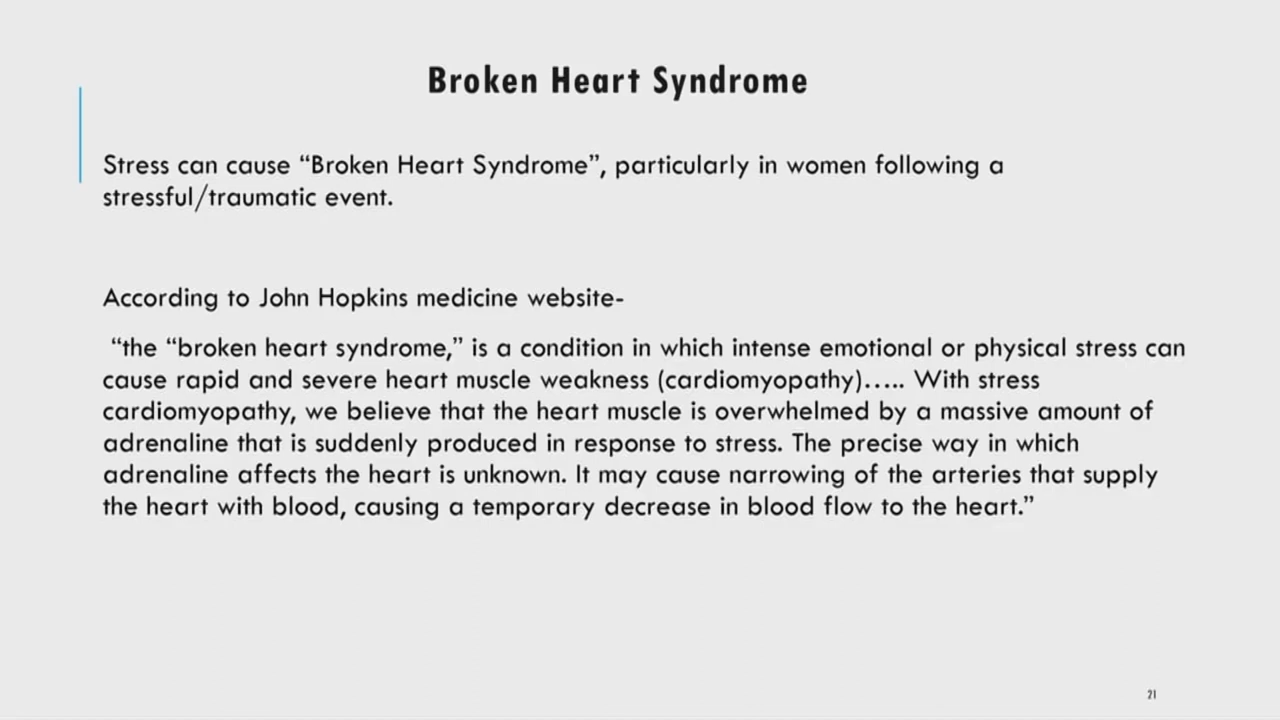 Broken Heart Syndrome
Stress can cause “Broken Heart Syndrome”, particularly in women following a
stressful/traumatic event.
According to John Hopkins medicine website-
“the “broken heart syndrome,” is a condition in which intense emotional or physical stress can
cause rapid and severe heart muscle weakness (cardiomyopathy)….. With stress
cardiomyopathy, we believe that the heart muscle is overwhelmed by a massive amount of
adrenaline that is suddenly produced in response to stress. The precise way in which
adrenaline affects the heart is unknown. It may cause narrowing of the arteries that supply
the heart with blood, causing a temporary decrease in blood flow to the heart.”
21